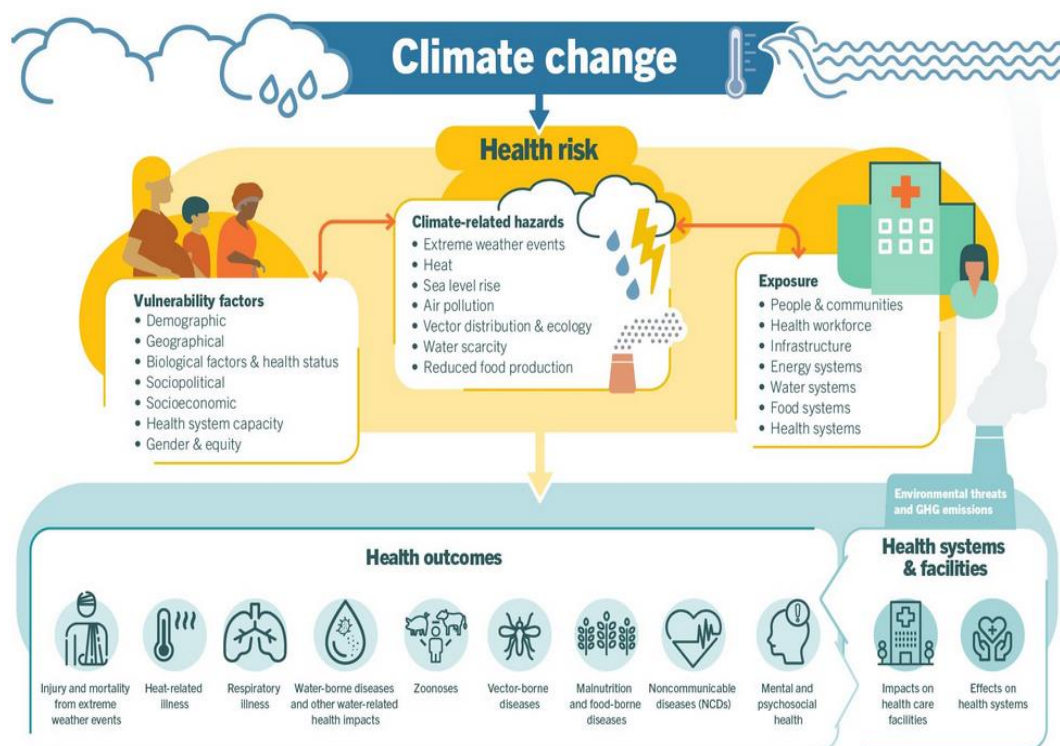 Climate change
Health risk
Climate-related hazards
• Extreme weather events
• Heat
• Sea level rise
• Air pollution
• Vector distribution & ecology
• Water scarcity
• Reduced food production
Vulnerability factors
• Demographic
• Geographical
• Biological factors & health status
• Sociopolitical
• Socioeconomic
• Health system capacity
• Gender & equity
Exposure
• People & communities
• Health workforce
• Infrastructure
• Energy systems
• Water systems
• Food systems
• Health systems
Environmental threats
and GHG emissions
Health outcomes
Injury and mortality
from extreme
weather events
Heat-related
illness
Respiratory
illness
Water-borne diseases
and other water-related
health impacts
Zoonoses
Vector-borne
diseases
Malnutrition
and food-borne
diseases
Noncommunicable
diseases (NCDs)
Mental and
psychosocial
health
Health systems
& facilities
Impacts on
health care
facilities
Effects on
health systems